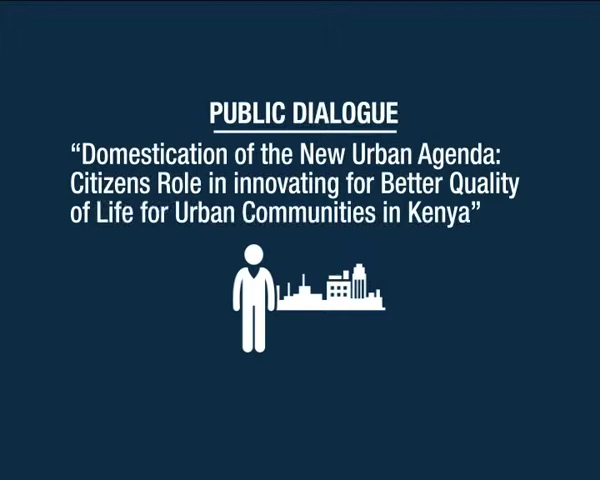 PUBLIC DIALOGUE
“Domestication of the New Urban Agenda:
Citizens Role in innovating for Better Quality
of Life for Urban Communities in Kenya”